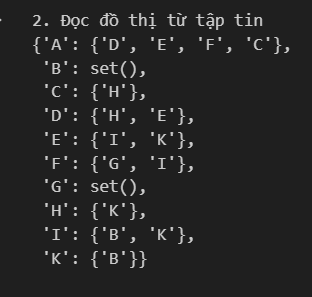 2. Đọc đồ thị từ tập tin
{'A': {'D', 'E', 'F', 'C'},
'B': set(),
'C': {'H'},
'D': {'H', 'E'},
'E': {'I', 'K'},
'F': {'G', 'I'},
'G': set(),
'H': {'K'},
'I': {'B', 'K'},
'K': {'B'}}